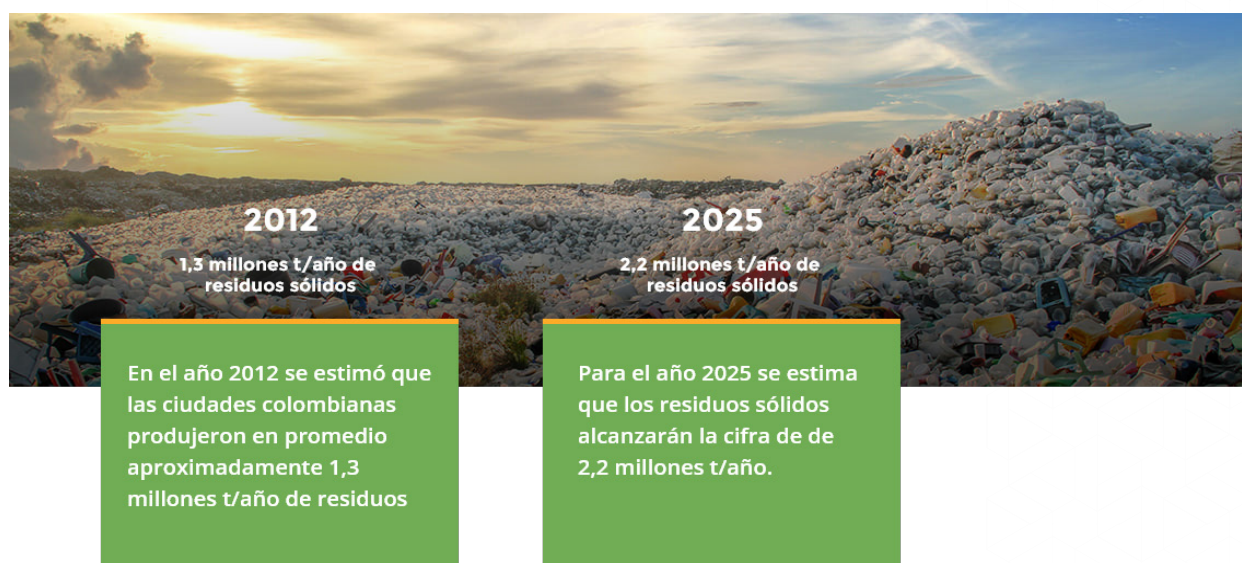 2012
1,3 millones t/año de
residuos sólidos
En el año 2012 se estimó que
las ciudades colombianas
produjeron en promedio
aproximadamente 1,3
millones t/año de residuos
2025
2,2 millones t/año de
residuos sólidos
Para el año 2025 se estima
que los residuos sólidos
alcanzarán la cifra de de
2,2 millones t/año.